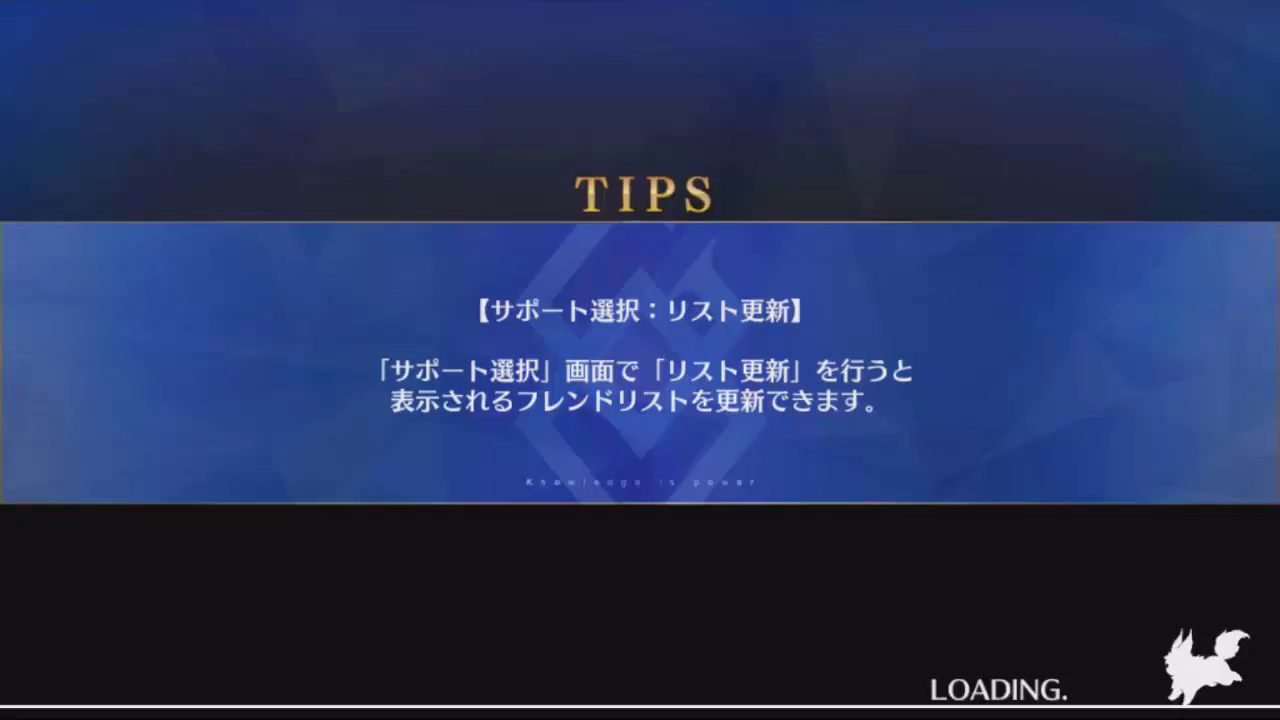 TIPS
【サポート選択：リスト更新】
「サポート選択」画面で「リスト更新」を行うと
表示されるフレンドリストを更新できます。
Knowledge is power
LOADING.